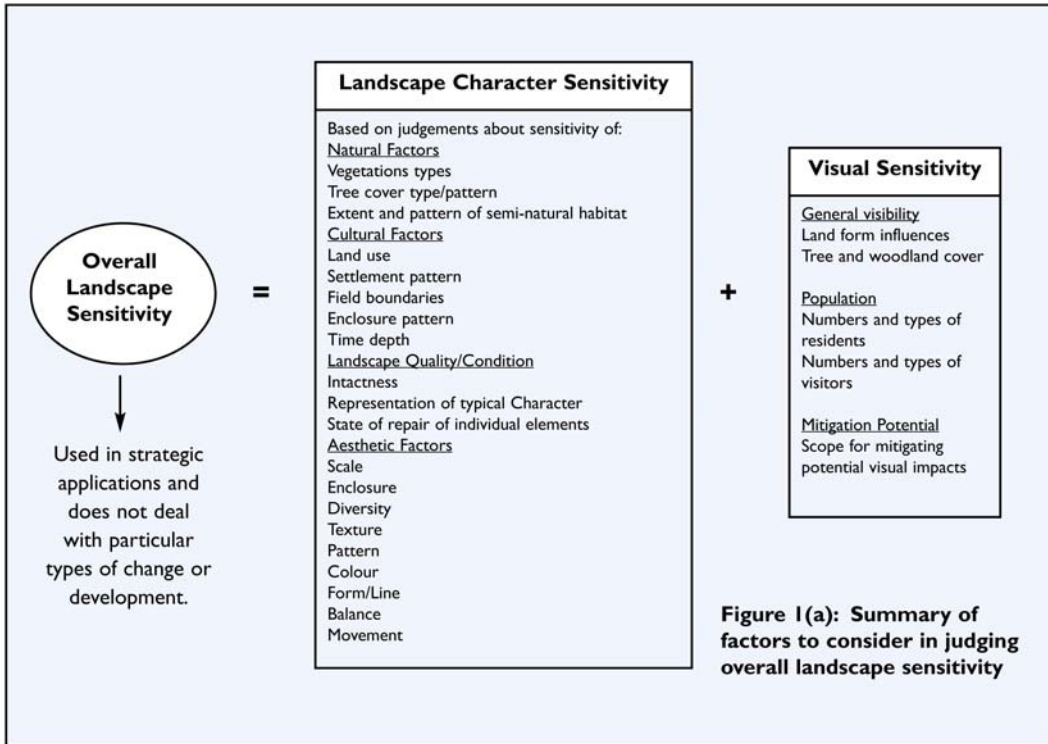 Overall
Landscape
Sensitivity
Used in strategic
applications and
does not deal
with particular
types of change or
development.
=
Landscape Character Sensitivity
Based on judgements about sensitivity of:
Natural Factors
Vegetations types
Tree cover type/pattern
Extent and pattern of semi-natural habitat
Cultural Factors
Land use
Settlement pattern
Field boundaries
Enclosure pattern
Time depth
Landscape Quality/Condition
Intactness
Representation of typical Character
State of repair of individual elements
Aesthetic Factors
Scale
Enclosure
Diversity
Texture
Pattern
Colour
Form/Line
Balance
Movement
+
Visual Sensitivity
General visibility
Land form influences
Tree and woodland cover
Population
Numbers and types of
residents
Numbers and types of
visitors
Mitigation Potential
Scope for mitigating
potential visual impacts
Figure 1(a): Summary of
factors to consider in judging
overall landscape sensitivity